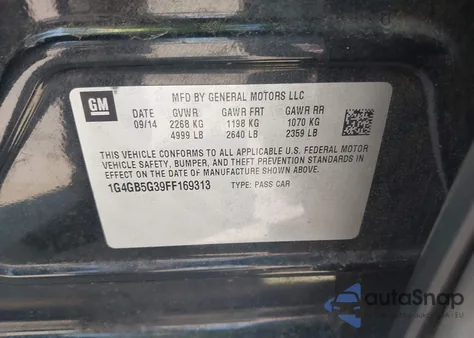 GM
MFD BY GENERAL MOTORS LLC
DATE GVWR GAWR FRT GAWR RR
09/14 2268 KG 1198 KG 1070 KG
4999 LB 2640 LB 2359 LB
THIS VEHICLE CONFORMS TO ALL APPLICABLE U.S. FEDERAL MOTOR
VEHICLE SAFETY, BUMPER, AND THEFT PREVENTION STANDARDS IN
EFFECT ON THE DATE OF MANUFACTURE SHOWN ABOVE.
1G4GB5G39FF169313 TYPE: PASS CAR
autoSnap